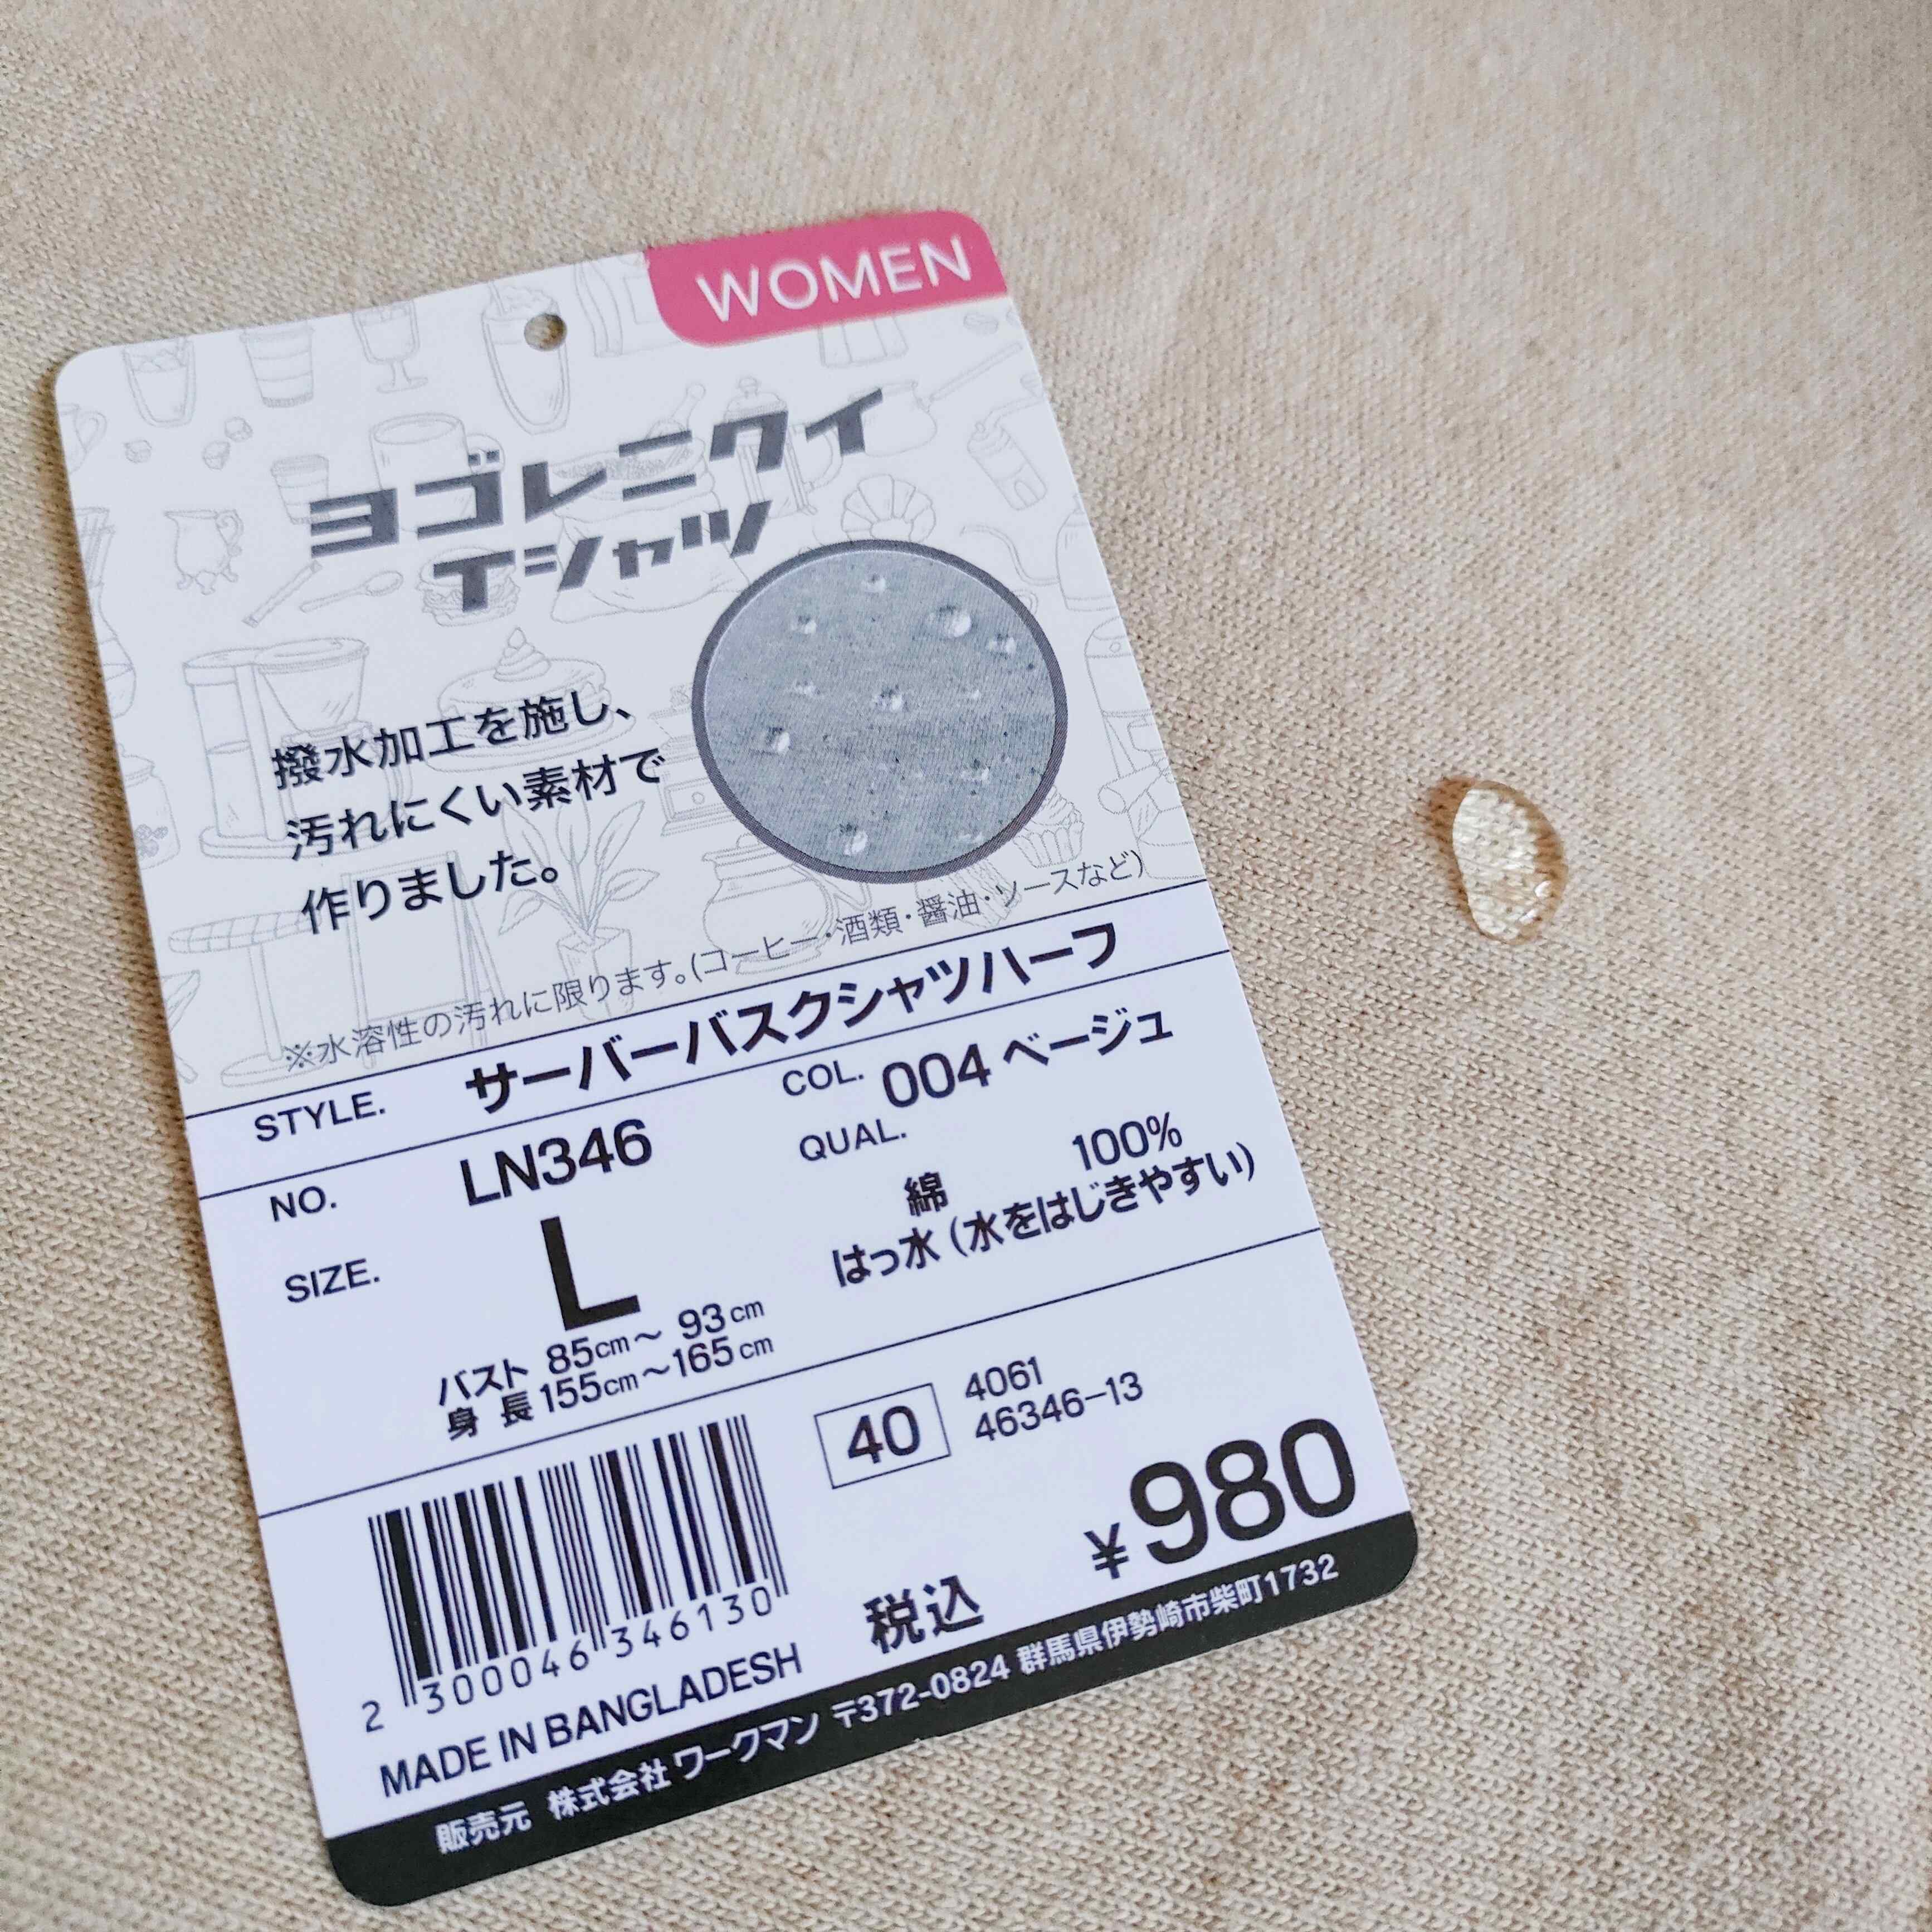 WOMEN
ヨゴレニクイ
Tシャツ
撥水加工を施し、
汚れにくい素材で
作りました。
※水溶性の汚れに限ります。(コーヒー・酒類・醤油・ソースなど)
STYLE. サーバーバスクシャツハーフ
NO. LN346
COL. 004 ベージュ
QUAL.
綿 100%
はっ水（水をはじきやすい）
SIZE. L
バスト 85cm～ 93cm
身 長 155cm～165cm
40
4061
46346-13
2 300046 346130
税込 ¥980
MADE IN BANGLADESH
販売元 株式会社 ワークマン 〒372-0824 群馬県伊勢崎市柴町1732